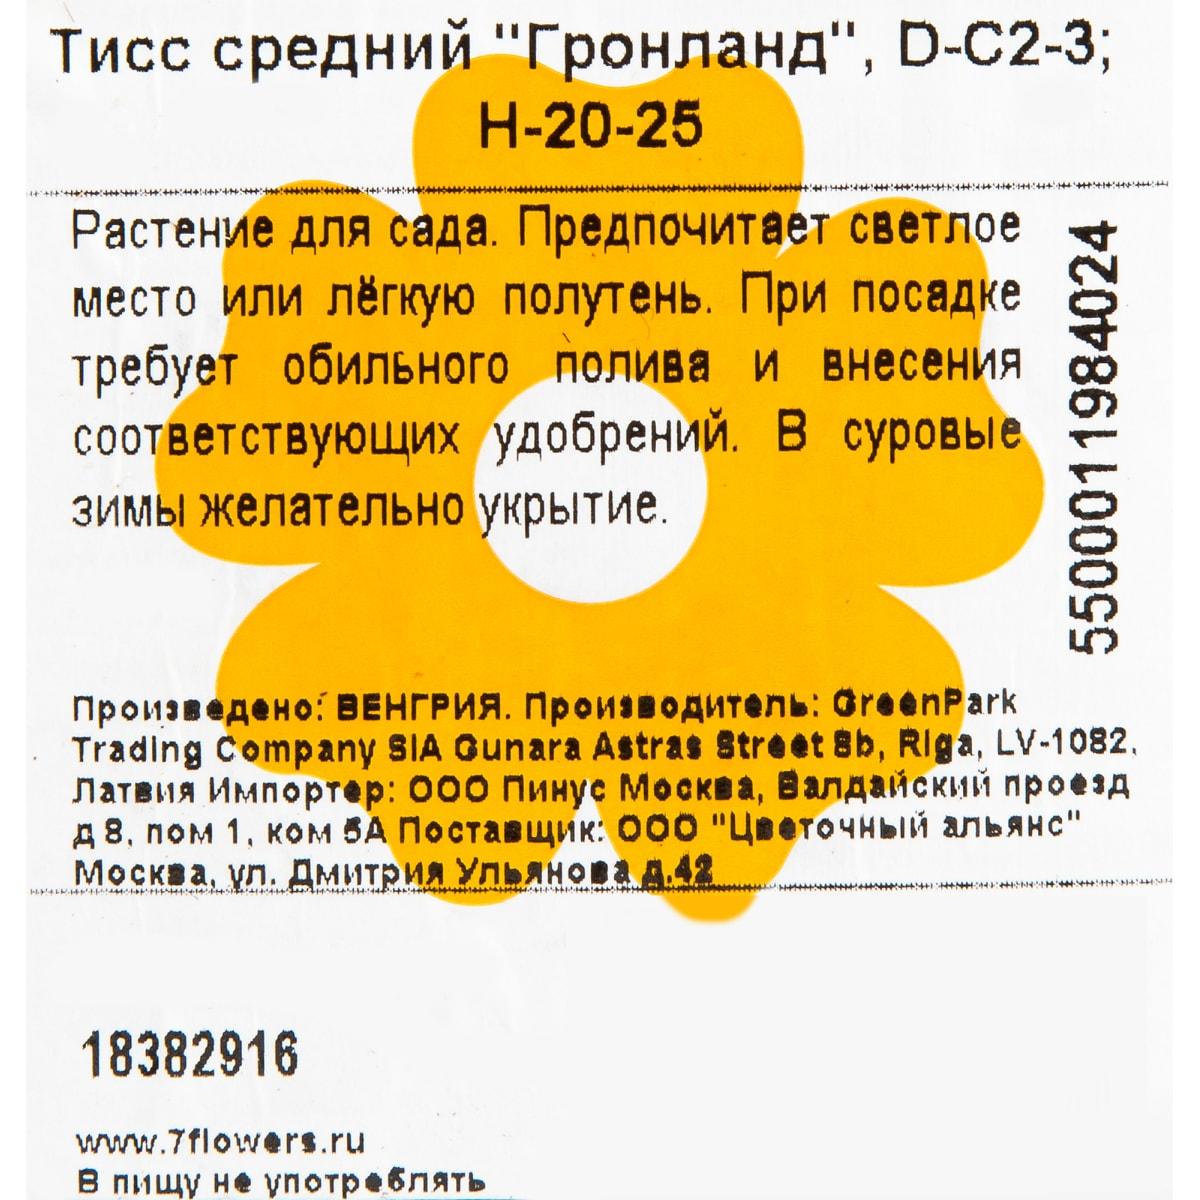 Тисс средний "Гронланд", D-C2-3;
H-20-25
Растение для сада. Предпочитает светлое
место или лёгкую полутень. При посадке
требует обильного полива и внесения
соответствующих удобрений. В суровые
зимы желательно укрытие.
5500011984024
Произведено: ВЕНГРИЯ. Производитель: GreenPark
Trading Company SIA Gunara Astras Street 8b, Riga, LV-1082,
Латвия Импортер: ООО Пинус Москва, Валдайский проезд
д 8, пом 1, ком 5А Поставщик: ООО "Цветочный альянс"
Москва, ул. Дмитрия Ульянова д.42
18382916
www.7flowers.ru
В пищу не употреблять